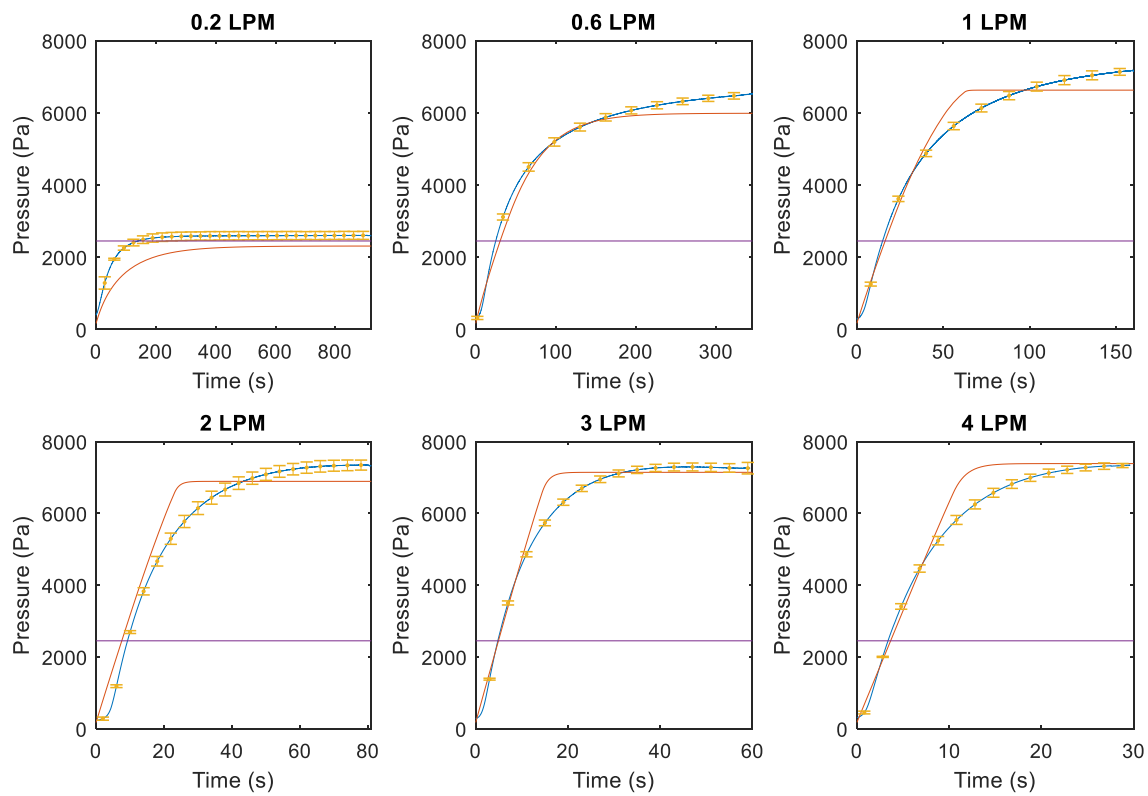 0.2 LPM
8000
6000
4000
2000
0
Pressure (Pa)
0 200 400 600 800
Time (s)
0.6 LPM
8000
6000
4000
2000
0
Pressure (Pa)
0 100 200 300
Time (s)
1 LPM
8000
6000
4000
2000
0
Pressure (Pa)
0 50 100 150
Time (s)
2 LPM
8000
6000
4000
2000
0
Pressure (Pa)
0 20 40 60 80
Time (s)
3 LPM
8000
6000
4000
2000
0
Pressure (Pa)
0 20 40 60
Time (s)
4 LPM
8000
6000
4000
2000
0
Pressure (Pa)
0 10 20 30
Time (s)